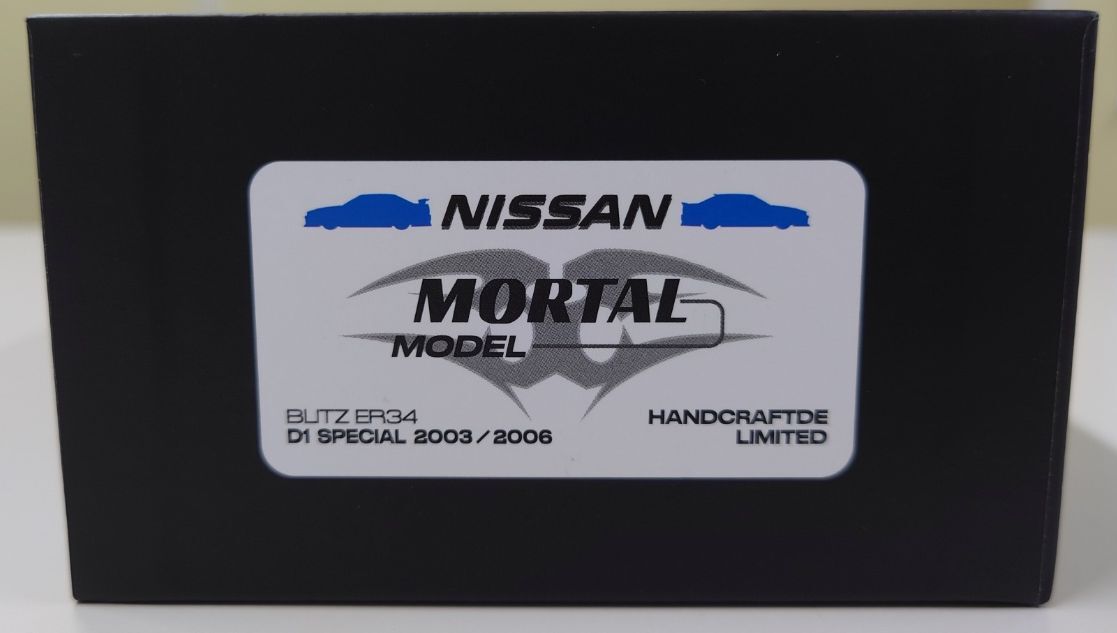 NISSAN
MORTAL
MODEL
BLITZ ER34
D1 SPECIAL 2003/2006
HANDCRAFTDE
LIMITED